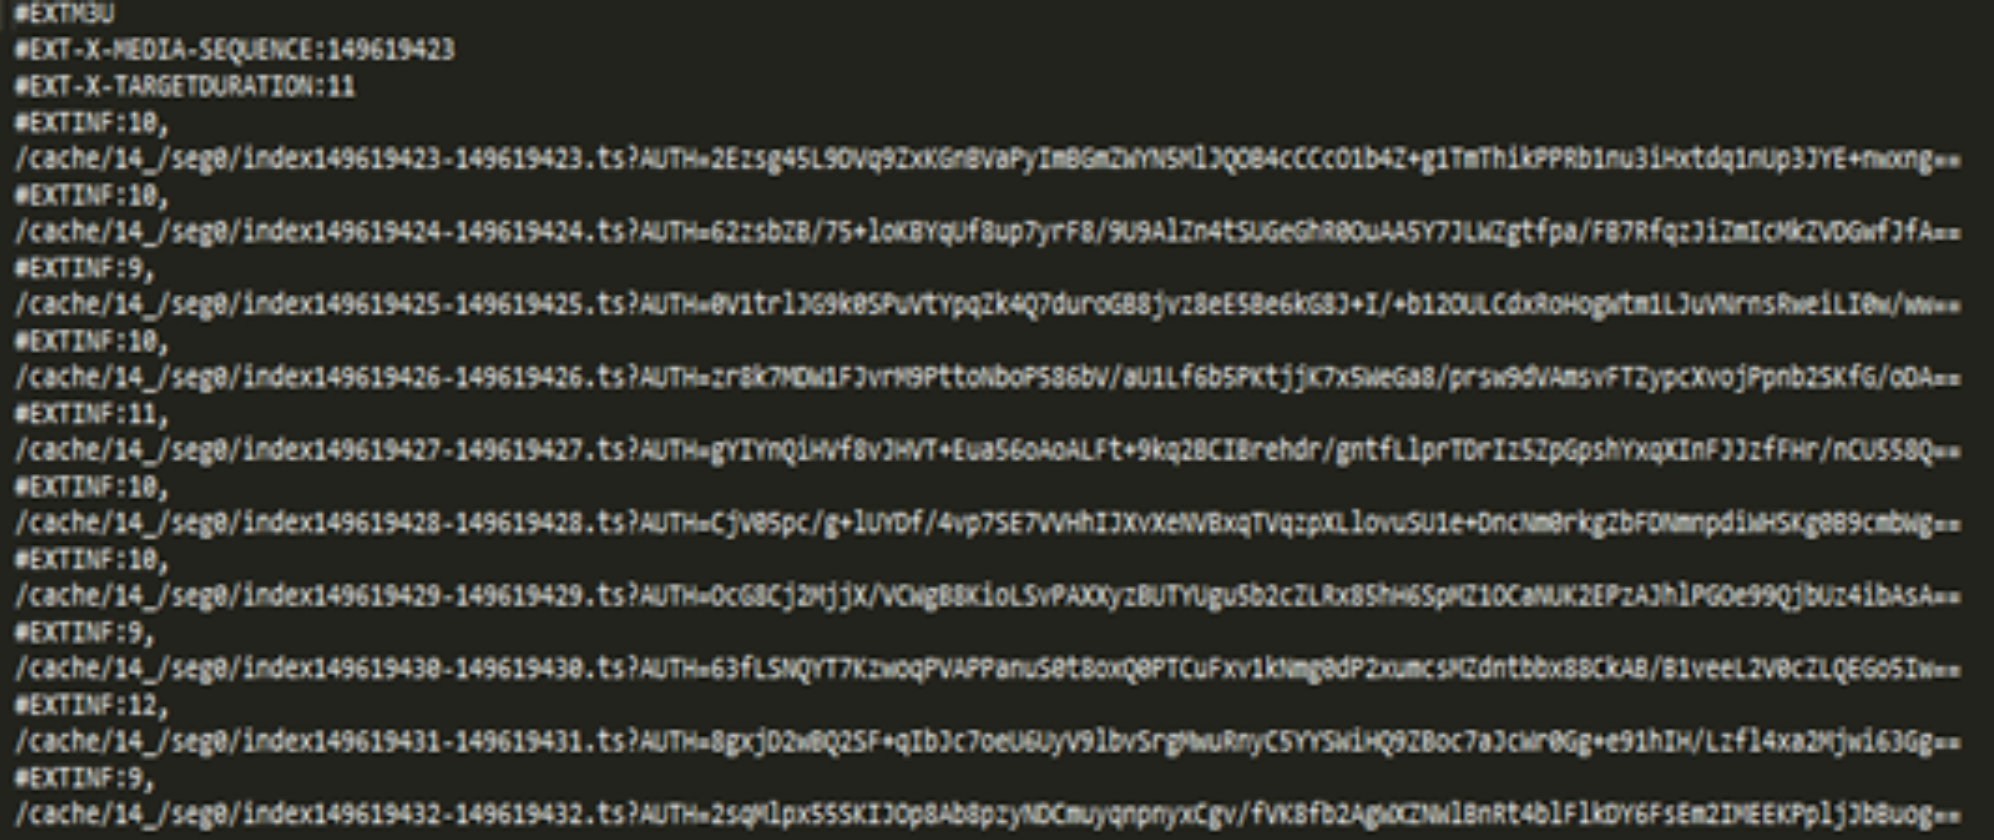 #EXTM3U
#EXT-X-MEDIA-SEQUENCE:149619423
#EXT-X-TARGETDURATION:11
#EXTINF:10,
/cache/14_/seg0/index149619423-149619423.ts?AUTH=2Ezsg45L9DVq9ZxKGnBVaPyImBGmZWYN5MlJQOB4cCCcO1b4Z+g1TmThikPPRb1nu3iHxtdq1nUp3JYE+nwxng==
#EXTINF:10,
/cache/14_/seg0/index149619424-149619424.ts?AUTH=62zsbZB/75+loKBYqUf8up7yrF8/9U9AlZn4tSUGeGhR0OuAA5Y7JLWZgtfpa/FB7RfqzJiZmIcMkZVDGwfJfA==
#EXTINF:9,
/cache/14_/seg0/index149619425-149619425.ts?AUTH=0V1trlJG9k0SPuVtYpqZk4Q7duroGB8jvz8eE5Be6kG8J+I/+b12OULCdxRoHogWtm1LJuVNrnsRweiLI0w/ww==
#EXTINF:10,
/cache/14_/seg0/index149619426-149619426.ts?AUTH=zr8k7MDW1FJvrM9PttoNboP586bV/aU1Lf6b5PKtjjK7x5WeGa8/prsw9dVAmsvFTZypcXvojPpnb2SKfG/oDA==
#EXTINF:11,
/cache/14_/seg0/index149619427-149619427.ts?AUTH=gYIYnQiHVf8vJHVT+Eua56oAoALFt+9kq2BCIBrehdr/gntfLlprTDrIz5ZpGpshYxqXInFJJzfFHr/nCU558Q==
#EXTINF:10,
/cache/14_/seg0/index149619428-149619428.ts?AUTH=CjV05pc/g+lUYDf/4vp7SE7VVHhIJXvXeNVBxqTVqzpXLlovuSU1e+DncNm0rkgZbFDNmnpdiWHSKg0B9cmbWg==
#EXTINF:10,
/cache/14_/seg0/index149619429-149619429.ts?AUTH=OcG8Cj2MjjX/VCWgB8KioLSvPAXXyzBUTYUgu5b2cZLRx85hH6SpMZ1OCaNUK2EPzAJhlPGOe99QjbUz4ibAsA==
#EXTINF:9,
/cache/14_/seg0/index149619430-149619430.ts?AUTH=63fLSNQYT7KzwoqPVAPPanuS0t8oxQ0PTCuFxv1kNmg0dP2xumcsMZdntbbx88CkAB/B1veeL2V0cZLQEGo5Iw==
#EXTINF:12,
/cache/14_/seg0/index149619431-149619431.ts?AUTH=8gxjD2wBQ2SF+qIbJc7oeU6UyV9lbvSrgMwuRnyC5YYSWiHQ9ZBoc7aJcWr0Gg+e91hIH/Lzfl4xa2Mjwi63Gg==
#EXTINF:9,
/cache/14_/seg0/index149619432-149619432.ts?AUTH=2sqMlpx55SKIJOp8Ab8pzyNDCmuyqnpnyxCgv/fVK8fb2AgWXZNWlBnRt4blFlkDY6FsEm2IMEEKPpljJbBuog==